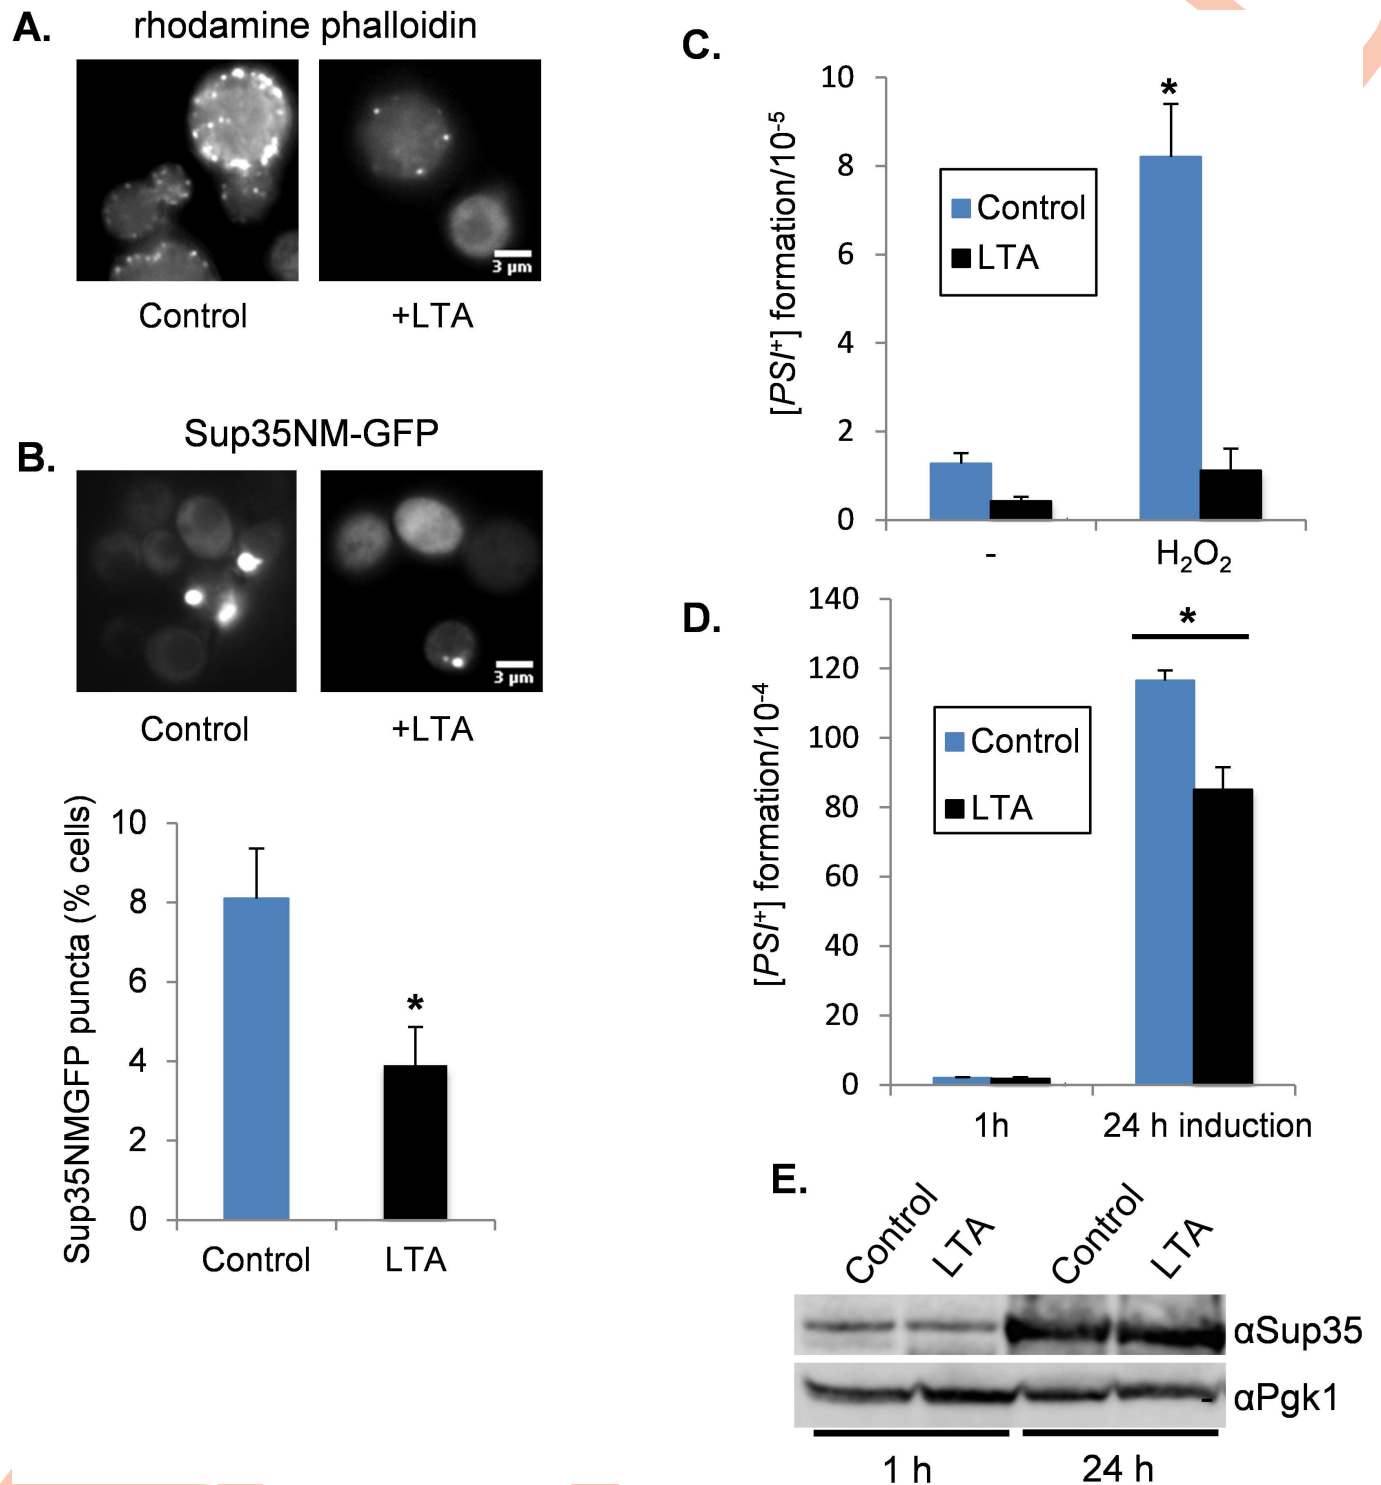 A.
rhodamine phalloidin
Control
+LTA
3 µm
B.
Sup35NM-GFP
Control
+LTA
3 µm
Sup35NMGFP puncta (% cells)
10
8
6
4
2
0
*
Control
LTA
C.
[PSI⁺] formation/10⁻⁵
10
8
6
4
2
0
*
Control
LTA
-
H₂O₂
D.
[PSI⁺] formation/10⁻⁴
140
120
100
80
60
40
20
0
*
Control
LTA
1h
24 h induction
E.
Control
LTA
Control
LTA
αSup35
αPgk1
1 h
24 h